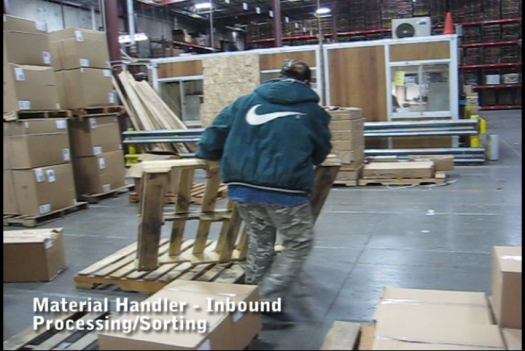 Material Handler - Inbound
Processing/Sorting